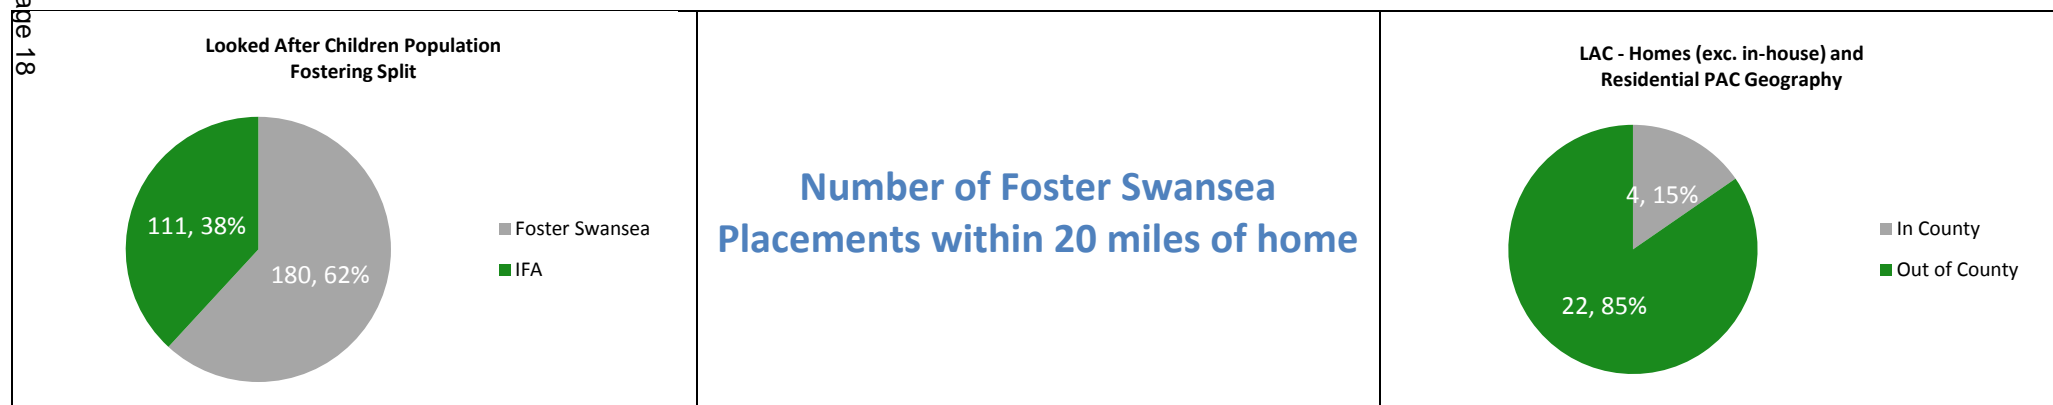 age 18
Looked After Children Population
Fostering Split
111, 38%
180, 62%
Foster Swansea
IFA
Number of Foster Swansea
Placements within 20 miles of home
LAC - Homes (exc. in-house) and
Residential PAC Geography
4, 15%
22, 85%
In County
Out of County